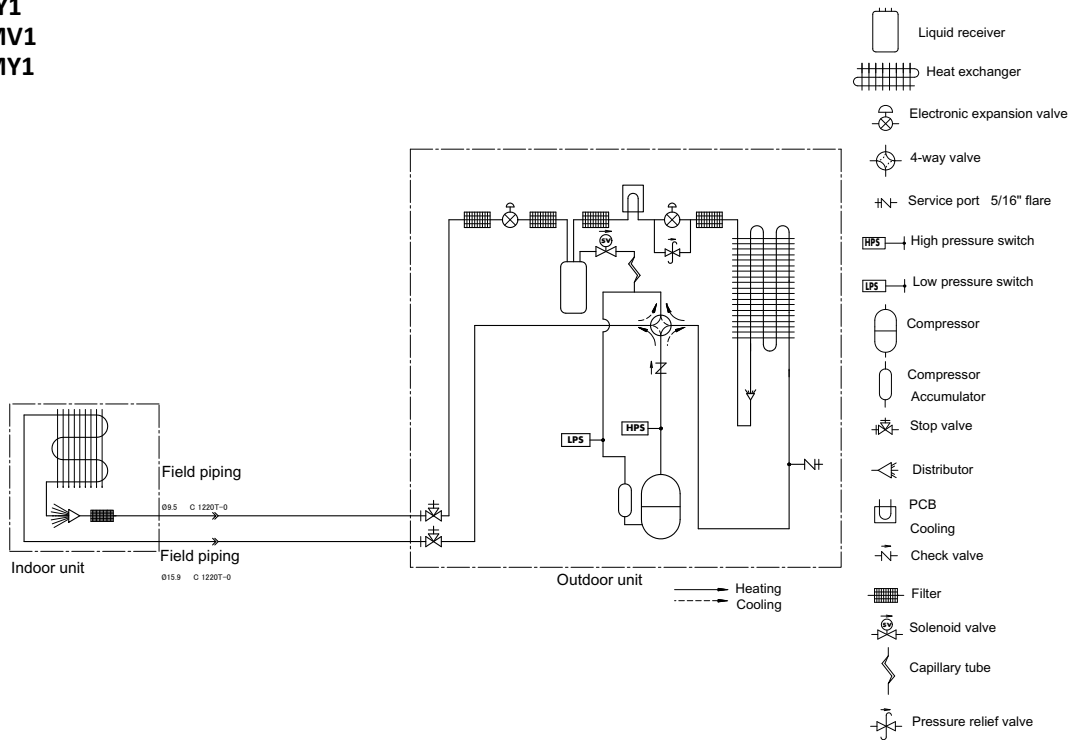 Y1
MV1
MY1
Liquid receiver
Heat exchanger
Electronic expansion valve
4-way valve
Service port 5/16" flare
HPS High pressure switch
LPS Low pressure switch
Compressor
Compressor
Accumulator
Stop valve
Distributor
PCB
Cooling
Check valve
Filter
SV Solenoid valve
Capillary tube
Pressure relief valve
SV
LPS
HPS
Field piping
Ø9.5 C 1220T-0
Field piping
Ø15.9 C 1220T-0
Indoor unit
Outdoor unit
Heating
Cooling